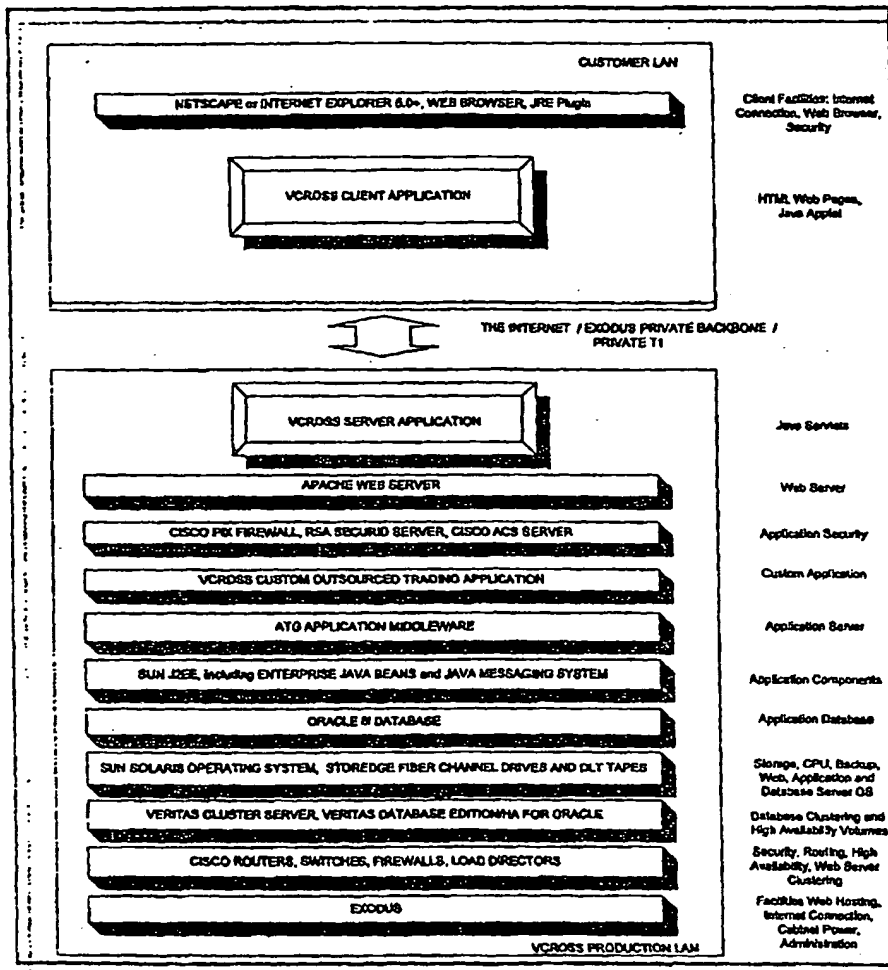 CUSTOMER LAN
NETSCAPE or INTERNET EXPLORER 5.0+, WEB BROWSER, JRE Plugin
Client Facilities: Internet
Connection, Web Browser,
Security
VCROSS CLIENT APPLICATION
HTML Web Pages,
Java Applet
THE INTERNET / EXODUS PRIVATE BACKBONE /
PRIVATE T1
VCROSS SERVER APPLICATION
Java Servlets
APACHE WEB SERVER
Web Server
CISCO PIX FIREWALL, RSA SECURID SERVER, CISCO ACS SERVER
Application Security
VCROSS CUSTOM OUTSOURCED TRADING APPLICATION
Custom Application
ATG APPLICATION MIDDLEWARE
Application Server
SUN J2EE, including ENTERPRISE JAVA BEANS and JAVA MESSAGING SYSTEM
Application Components
ORACLE 8i DATABASE
Application Database
SUN SOLARIS OPERATING SYSTEM, STOREDGE FIBER CHANNEL DRIVES AND DLT TAPES
Storage, CPU, Backup,
Web, Application and
Database Server OS
VERITAS CLUSTER SERVER, VERITAS DATABASE EDITION/HA FOR ORACLE
Database Clustering and
High Availability Volumes
CISCO ROUTERS, SWITCHES, FIREWALLS, LOAD DIRECTORS
Security, Routing, High
Availability, Web Server
Clustering
EXODUS
Facilities Web Hosting,
Internet Connection,
Cabinet Power,
Administration
VCROSS PRODUCTION LAN